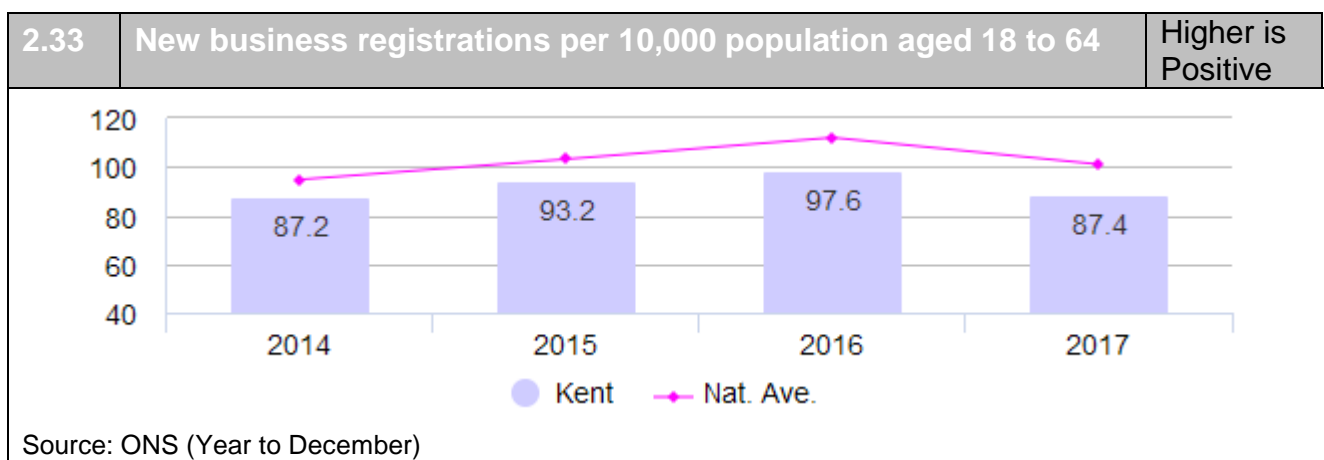 2.33 New business registrations per 10,000 population aged 18 to 64 Higher is
Positive
120
100
80
60
40
87.2 93.2 97.6 87.4
2014 2015 2016 2017
Kent Nat. Ave.
Source: ONS (Year to December)